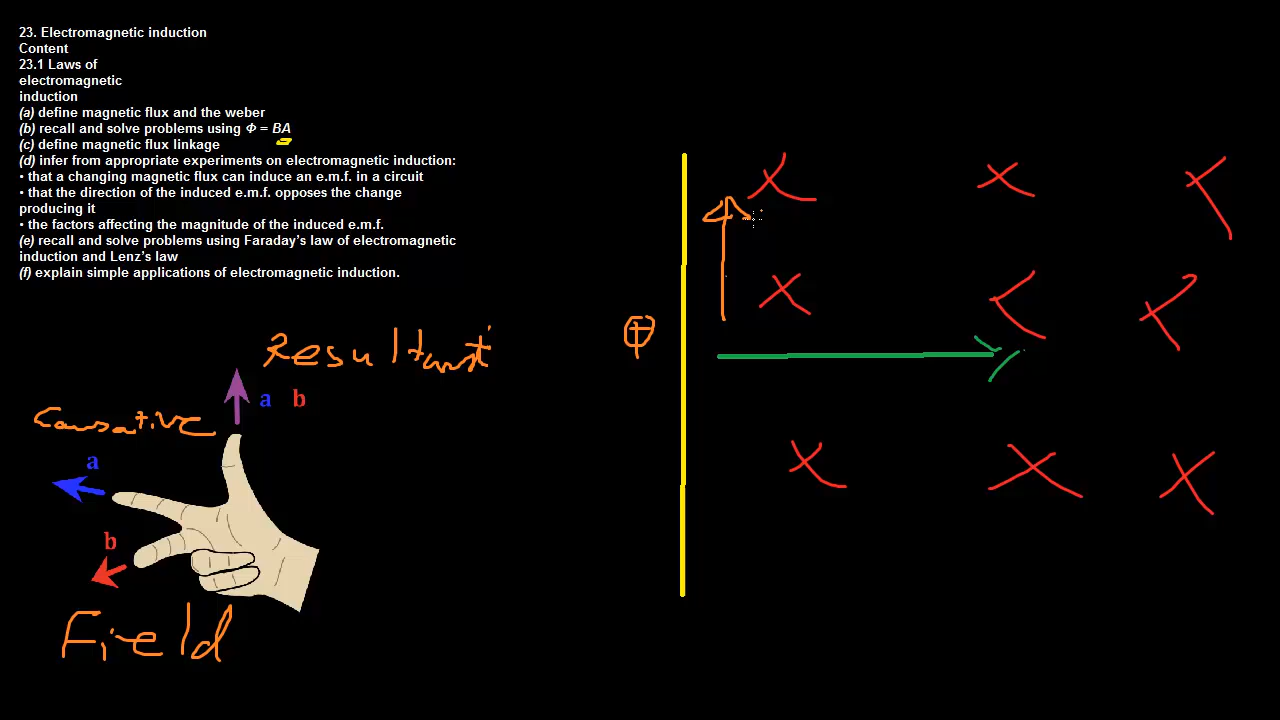 23. Electromagnetic induction
Content
23.1 Laws of
electromagnetic
induction
(a) define magnetic flux and the weber
(b) recall and solve problems using Φ = BA
(c) define magnetic flux linkage
(d) infer from appropriate experiments on electromagnetic induction:
• that a changing magnetic flux can induce an e.m.f. in a circuit
• that the direction of the induced e.m.f. opposes the change
producing it
• the factors affecting the magnitude of the induced e.m.f.
(e) recall and solve problems using Faraday's law of electromagnetic
induction and Lenz's law
(f) explain simple applications of electromagnetic induction.
Resultant
a b
Causative
a
b
Field
x x x
x x x
x x x